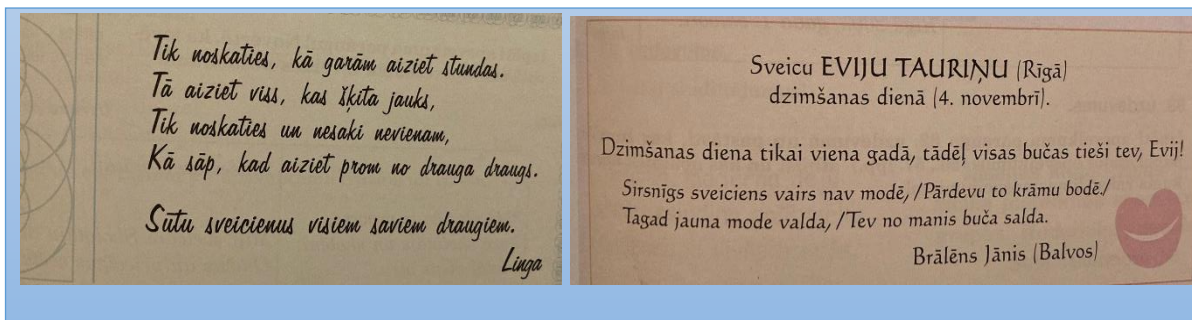 Tik noskaties, kā garām aiziet stundas.
Tā aiziet viss, kas šķita jauks,
Tik noskaties un nesaki nevienam,
Kā sāp, kad aiziet prom no drauga draugs.
Sūtu sveicienus visiem saviem draugiem.
Linga
Sveicu EVIJU TAURIŅU (Rīgā)
dzimšanas dienā (4. novembrī).
Dzimšanas diena tikai viena gadā, tādēļ visas bučas tieši tev, Evij!
Sirsnīgs sveiciens vairs nav modē, /Pārdevu to krāmu bodē./
Tagad jauna mode valda, /Tev no manis buča salda.
Brālēns Jānis (Balvos)